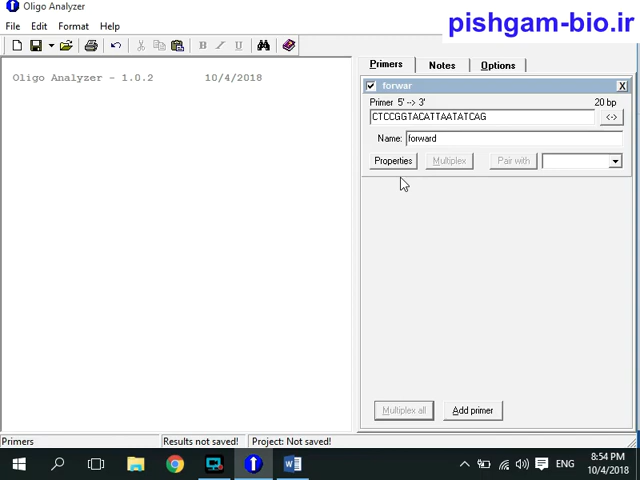 Oligo Analyzer
pishgam-bio.ir
File Edit Format Help
B I U
Primers Notes Options
Oligo Analyzer - 1.0.2 10/4/2018
forwar X
Primer 5' --> 3' 20 bp
CTCCGGTACATTAATATCAG <->
Name: forward
Properties Multiplex Pair with
Multiplex all Add primer
Primers Results not saved! Project: Not saved!
ENG 8:54 PM
10/4/2018